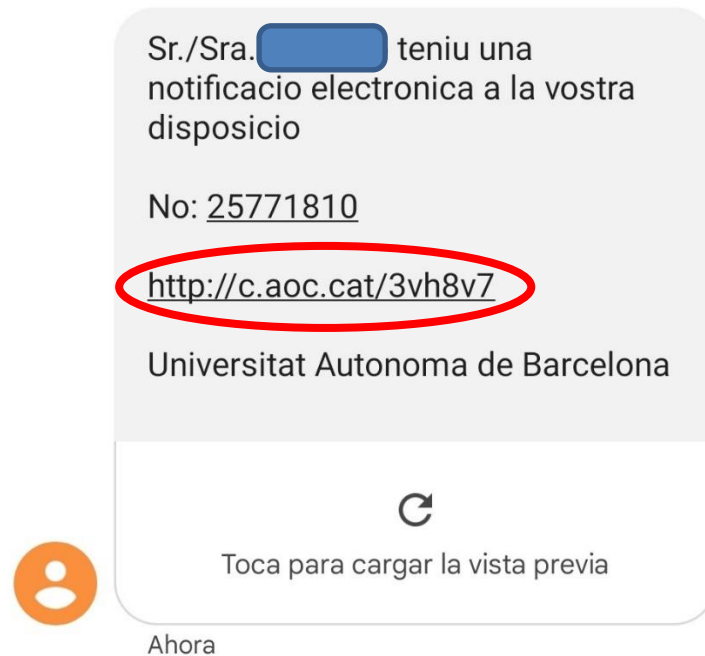 Sr./Sra. teniu una
notificacio electronica a la vostra
disposicio
No: 25771810
http://c.aoc.cat/3vh8v7
Universitat Autonoma de Barcelona
Toca para cargar la vista previa
Ahora